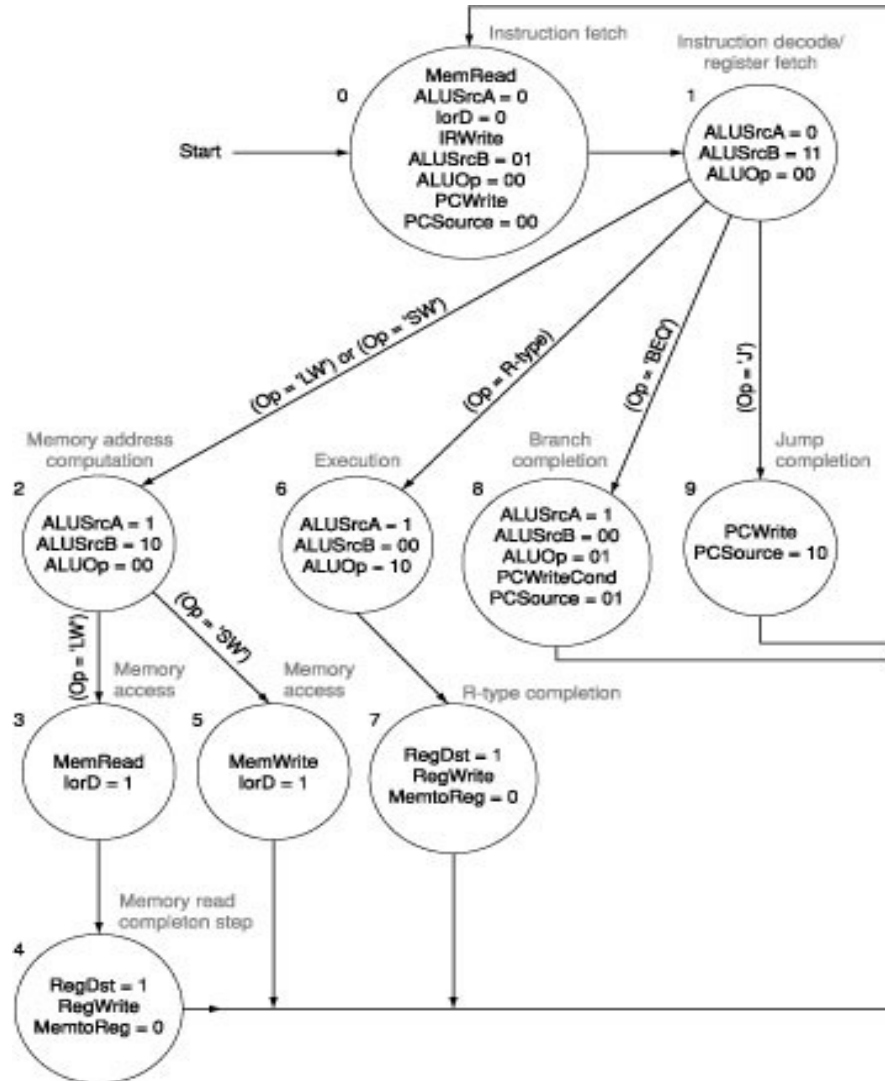 Instruction fetch
0
MemRead
ALUSrcA = 0
IorD = 0
IRWrite
ALUSrcB = 01
ALUOp = 00
PCWrite
PCSource = 00
Start
Instruction decode/
register fetch
1
ALUSrcA = 0
ALUSrcB = 11
ALUOp = 00
(Op = 'LW') or (Op = 'SW')
(Op = R-type)
(Op = 'BEQ')
(Op = 'J')
Memory address
computation
2
ALUSrcA = 1
ALUSrcB = 10
ALUOp = 00
Execution
6
ALUSrcA = 1
ALUSrcB = 00
ALUOp = 10
Branch
completion
8
ALUSrcA = 1
ALUSrcB = 00
ALUOp = 01
PCWriteCond
PCSource = 01
Jump
completion
9
PCWrite
PCSource = 10
(Op = 'LW')
(Op = 'SW')
Memory
access
3
MemRead
IorD = 1
Memory
access
5
MemWrite
IorD = 1
R-type completion
7
RegDst = 1
RegWrite
MemtoReg = 0
Memory read
completon step
4
RegDst = 1
RegWrite
MemtoReg = 0